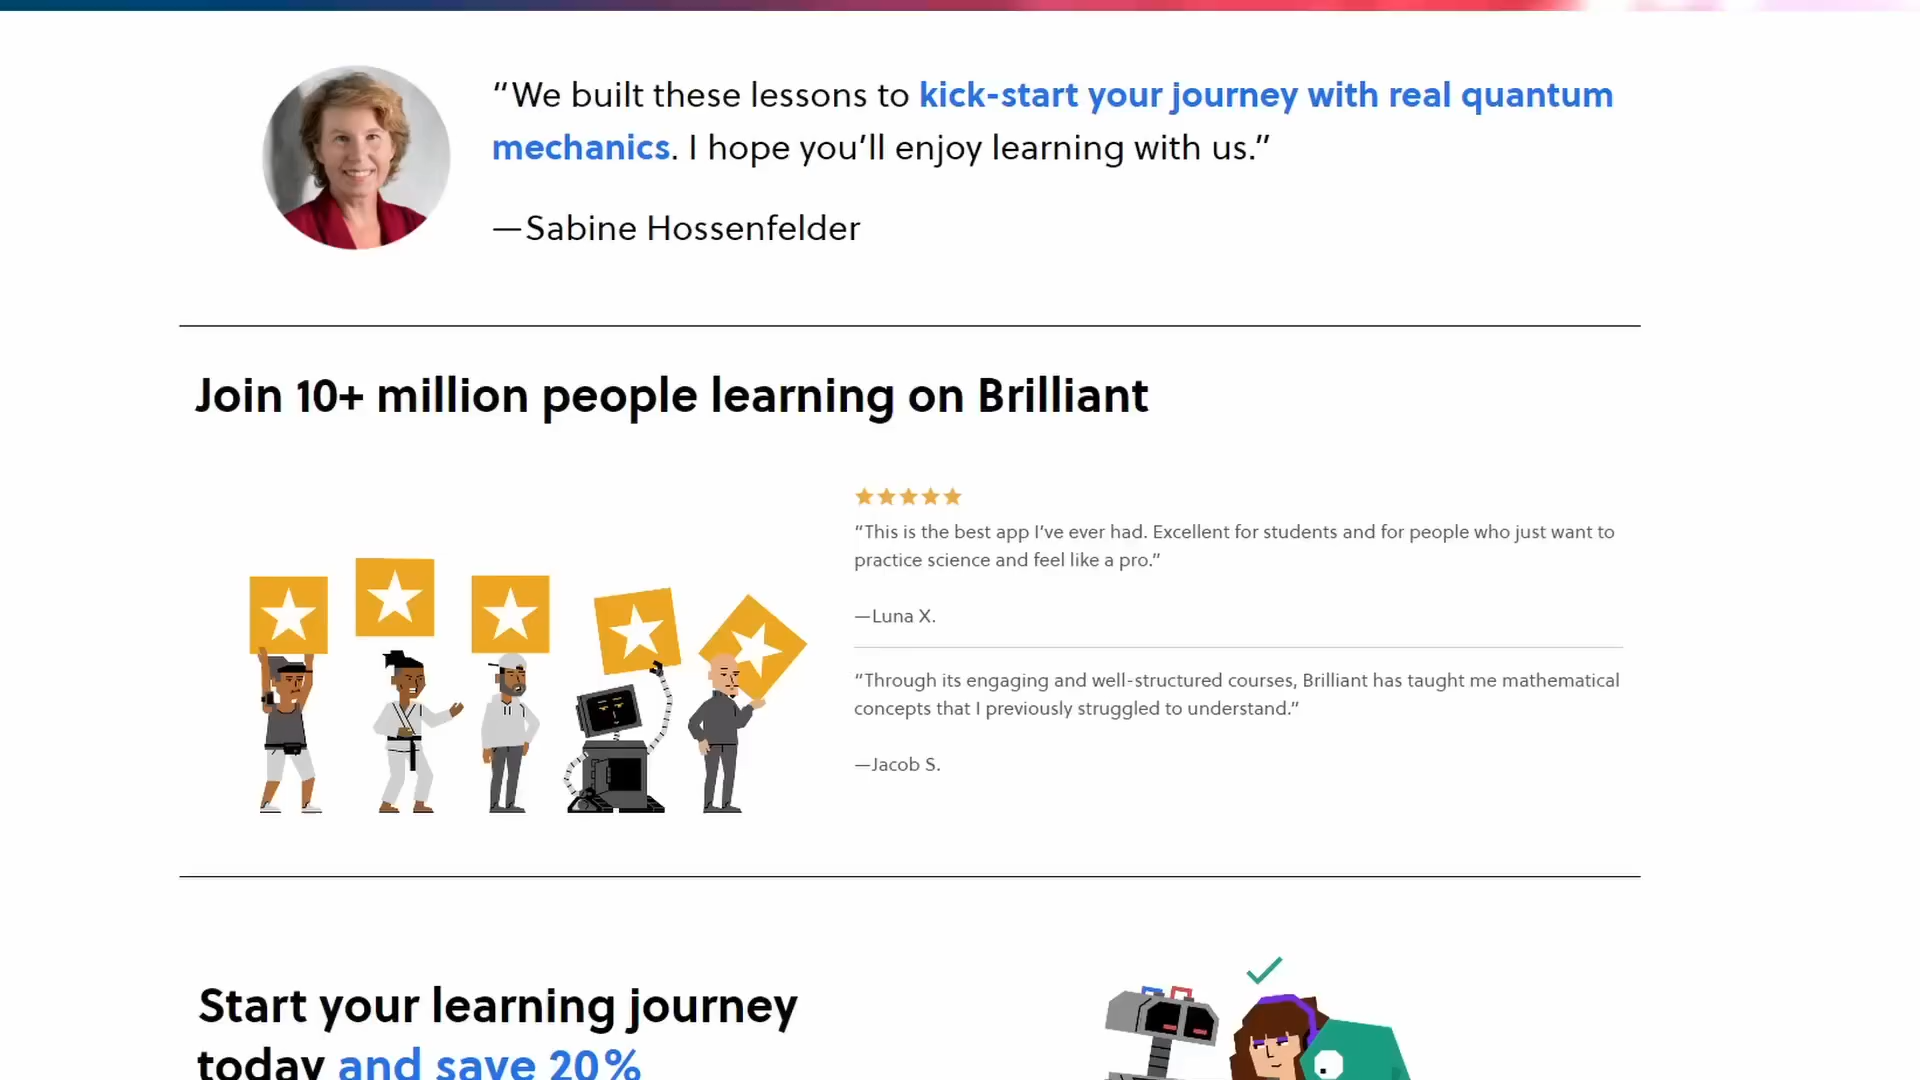 “We built these lessons to kick-start your journey with real quantum
mechanics. I hope you’ll enjoy learning with us.”
—Sabine Hossenfelder
Join 10+ million people learning on Brilliant
“This is the best app I’ve ever had. Excellent for students and for people who just want to
practice science and feel like a pro.”
—Luna X.
“Through its engaging and well-structured courses, Brilliant has taught me mathematical
concepts that I previously struggled to understand.”
—Jacob S.
Start your learning journey
today and save 20%